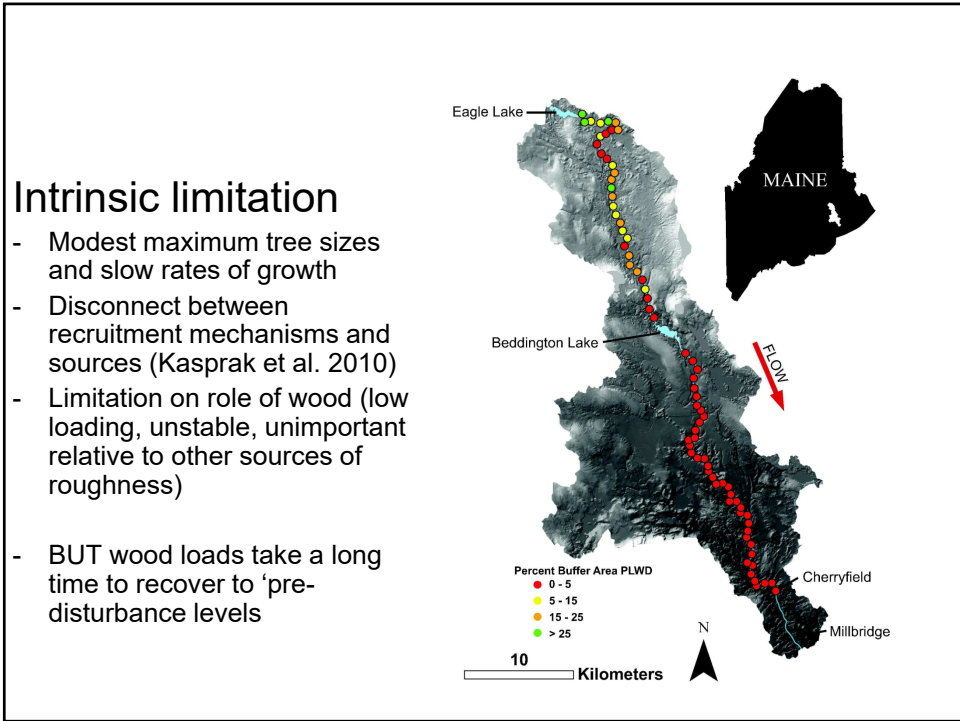 Intrinsic limitation
- Modest maximum tree sizes
and slow rates of growth
- Disconnect between
recruitment mechanisms and
sources (Kasprak et al. 2010)
- Limitation on role of wood (low
loading, unstable, unimportant
relative to other sources of
roughness)
- BUT wood loads take a long
time to recover to ‘pre-
disturbance levels
Eagle Lake
MAINE
Beddington Lake
FLOW
Cherryfield
Millbridge
Percent Buffer Area PLWD
0 - 5
5 - 15
15 - 25
> 25
N
10
Kilometers